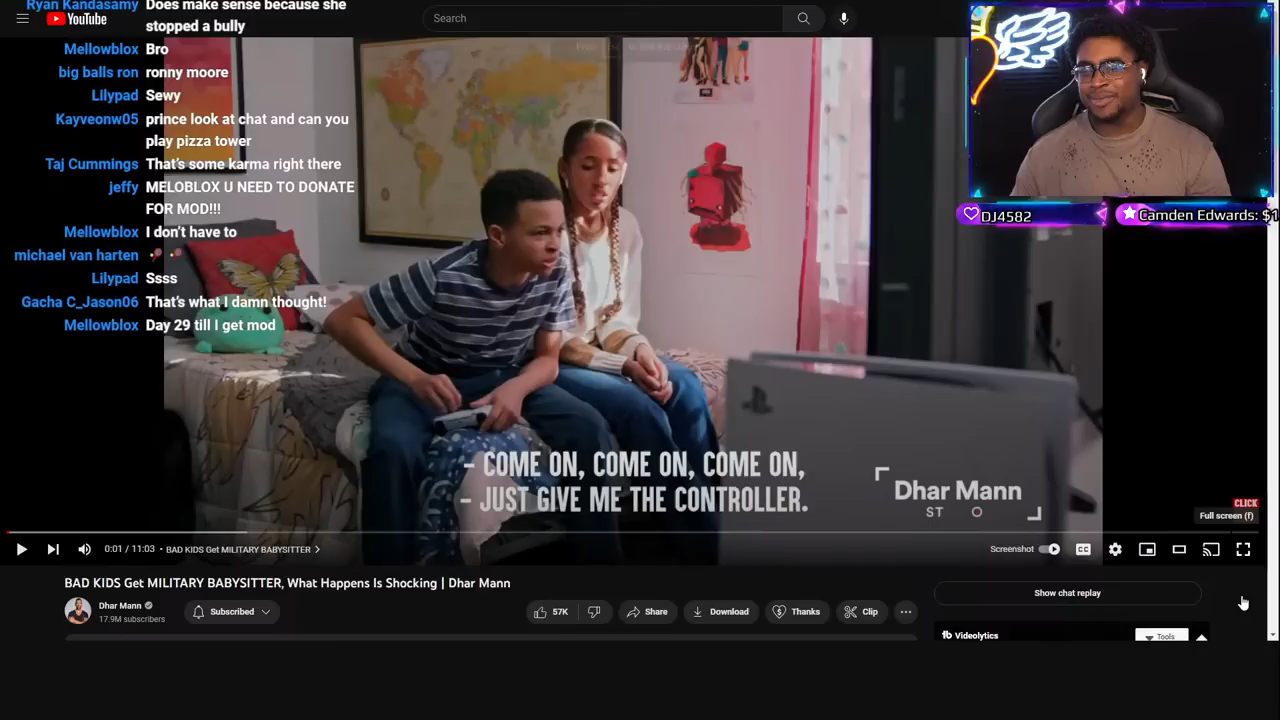 Ryan Kandasamy Does make sense because she
stopped a bully
YouTube
Search
Mellowblox Bro
big balls ron ronny moore
Lilypad Sewy
Kayveonw05 prince look at chat and can you
play pizza tower
Taj Cummings That's some karma right there
jeffy MELOBLOX U NEED TO DONATE
FOR MOD!!!
Mellowblox I don't have to
michael van harten
Lilypad Ssss
Gacha C_Jason06 That's what I damn thought!
Mellowblox Day 29 till I get mod
DJ4582
Camden Edwards: $1
- COME ON, COME ON, COME ON,
- JUST GIVE ME THE CONTROLLER.
Dhar Mann
ST O
CLICK
Full screen (f)
0:01 / 11:03 • BAD KIDS Get MILITARY BABYSITTER
Screenshot
CC
BAD KIDS Get MILITARY BABYSITTER, What Happens Is Shocking | Dhar Mann
Dhar Mann
17.9M subscribers
Subscribed
57K
Share
Download
Thanks
Clip
Show chat replay
Videolytics
Tools